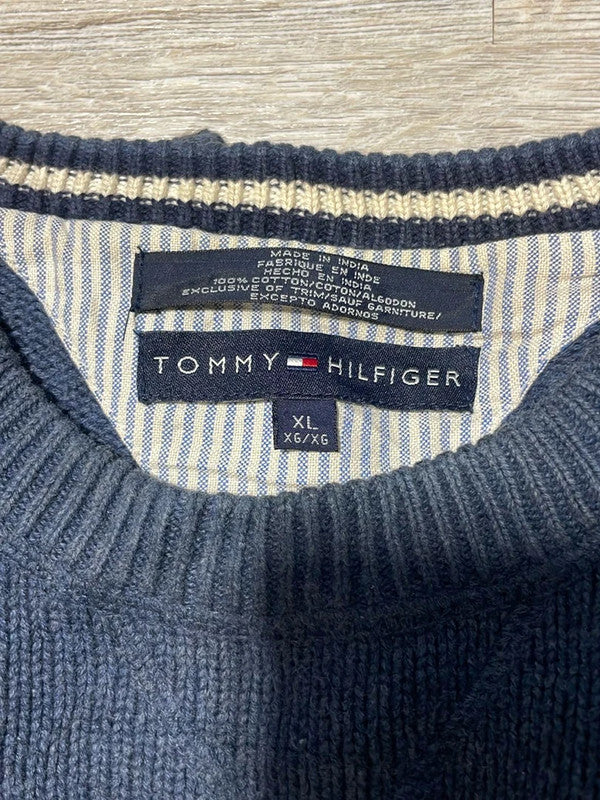 MADE IN INDIA
FABRIQUE EN INDE
HECHO EN INDIA
100% COTTON/COTON/ALGODON
EXCLUSIVE OF TRIM/SAUF GARNITURE/
EXCEPTO ADORNOS
TOMMY HILFIGER
XL
XG/XG